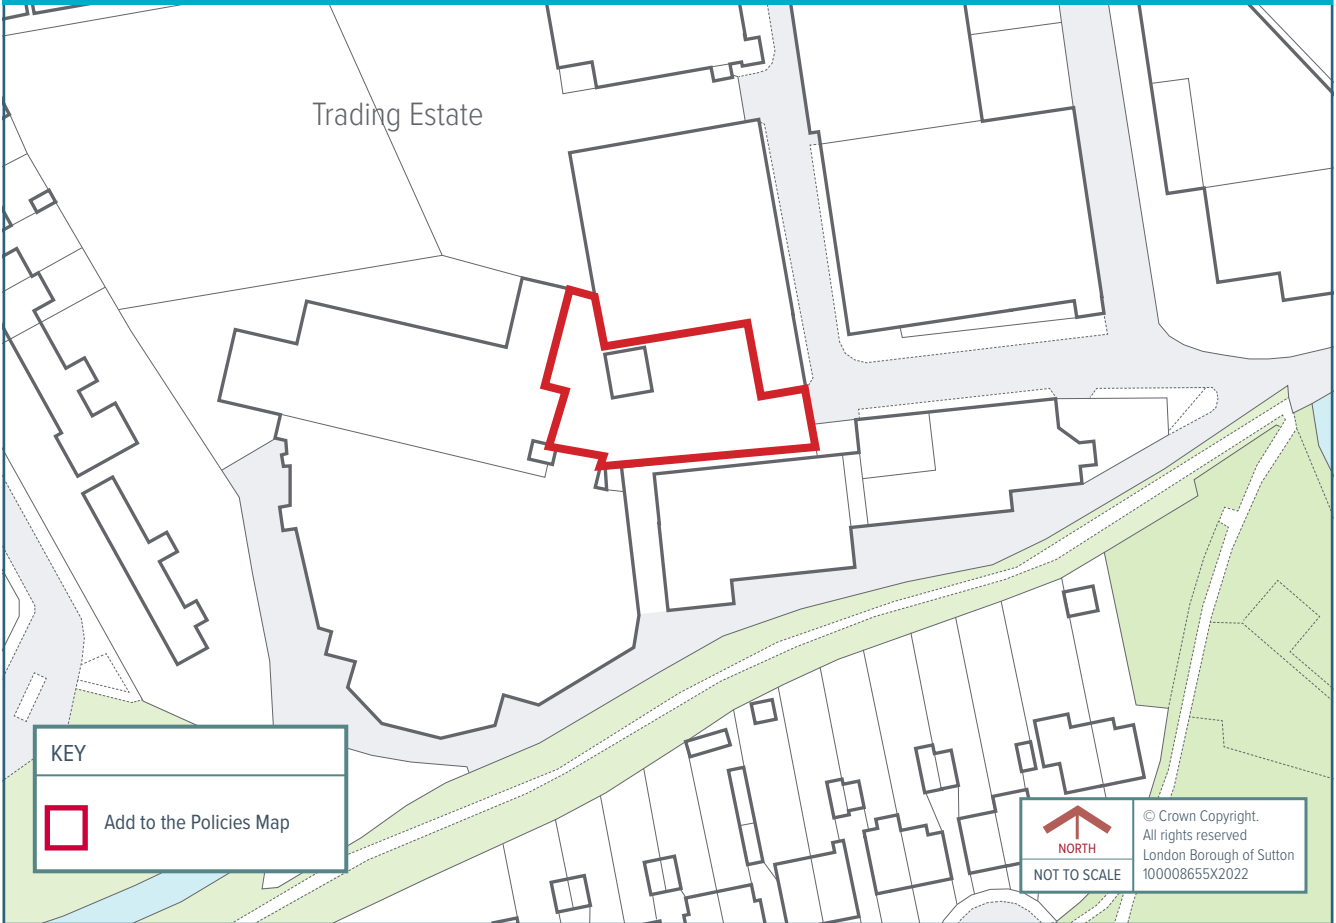 Trading Estate
KEY
Add to the Policies Map
NORTH
NOT TO SCALE
© Crown Copyright.
All rights reserved
London Borough of Sutton
100008655X2022